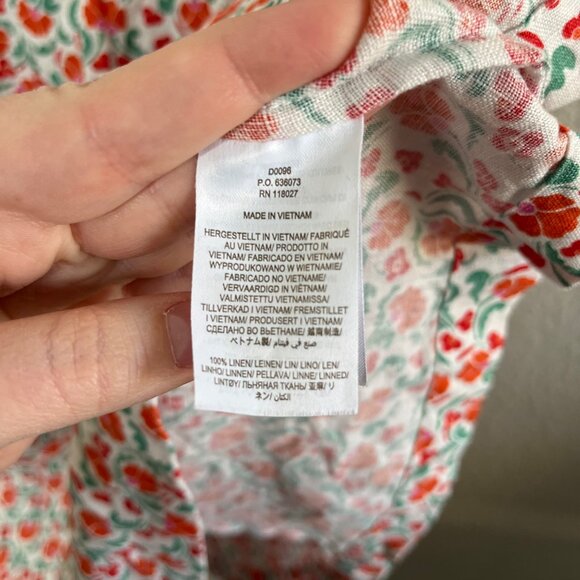 D0096
P.O. 636073
RN 118027
MADE IN VIETNAM
HERGESTELLT IN VIETNAM/ FABRIQUÉ
AU VIETNAM/ PRODOTTO IN
VIETNAM/ FABRICADO EN VIETNAM/
WYPRODUKOWANO W WIETNAMIE/
FABRICADO NO VIETNAME/
VERVAARDIGD IN VIËTNAM/
VALMISTETTU VIETNAMISSA/
TILLVERKAD I VIETNAM/ FREMSTILLET
I VIETNAM/ PRODUSERT I VIETNAM/
СДЕЛАНО ВО ВЬЕТНАМЕ/ 越南制造/
ベトナム製/ صنع في فيتنام
100% LINEN/ LEINEN/ LIN/ LINO/ LEN/
LINHO/ LINNEN/ PELLAVA/ LINNE/ LINNED/
LINTØY/ ЛЬНЯНАЯ ТКАНЬ/ 亚麻/ リ
ネン/ الكتان